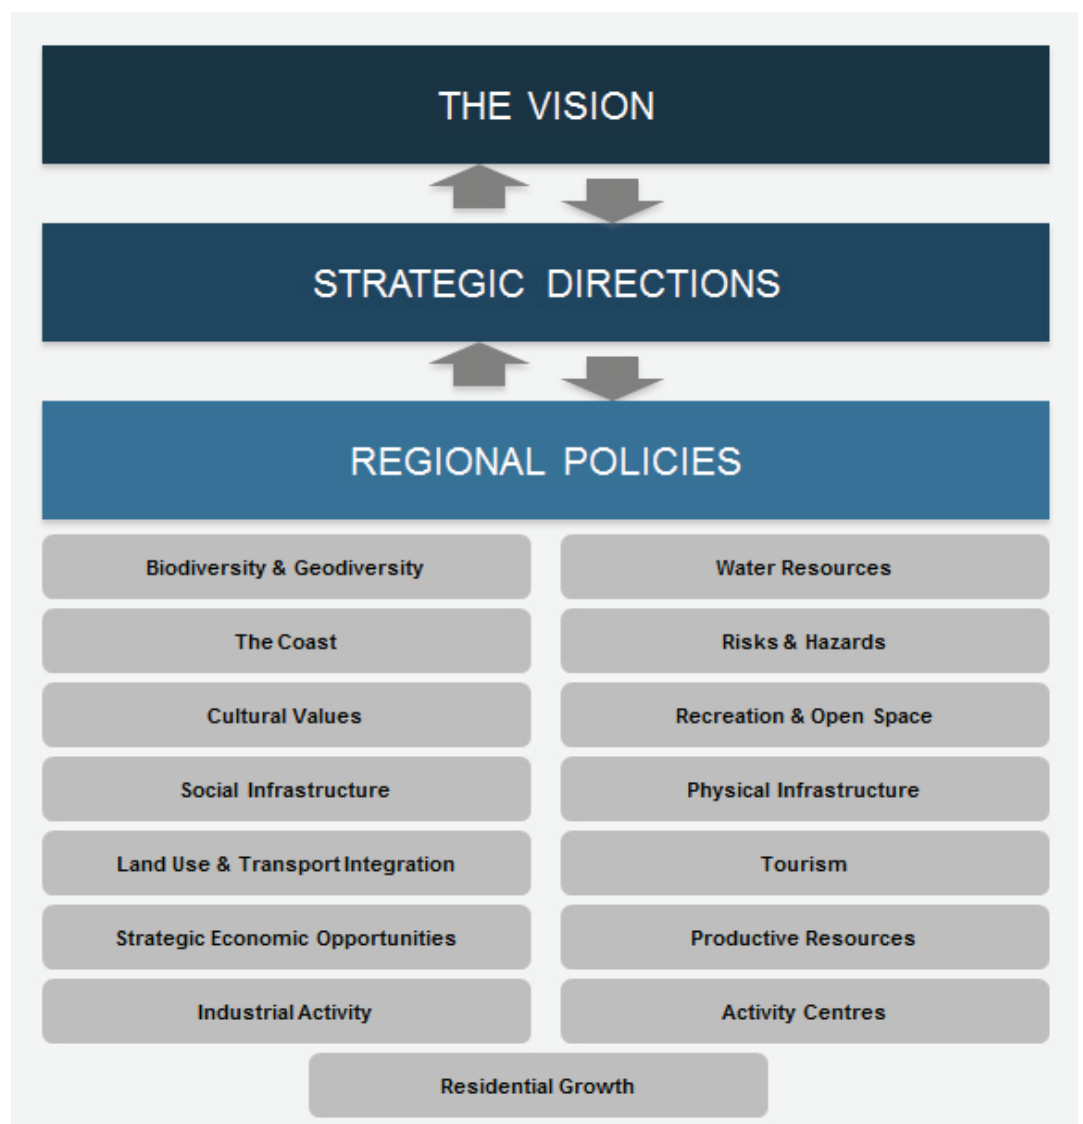 THE VISION
STRATEGIC DIRECTIONS
REGIONAL POLICIES
Biodiversity & Geodiversity
Water Resources
The Coast
Risks & Hazards
Cultural Values
Recreation & Open Space
Social Infrastructure
Physical Infrastructure
Land Use & Transport Integration
Tourism
Strategic Economic Opportunities
Productive Resources
Industrial Activity
Activity Centres
Residential Growth